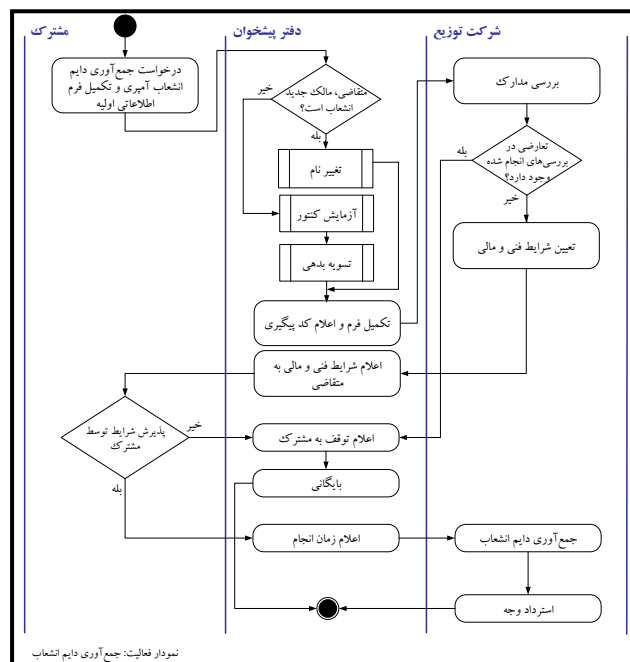 مشترك
دفتر پیشخوان
شرکت توزیع
درخواست جمع‌آوری دایم
انشعاب آمپری و تکمیل فرم
اطلاعاتی اولیه
متقاضی، مالک جدید
انشعاب است؟
خیر
بله
تغییر نام
آزمایش کنتور
تسویه بدهی
تکمیل فرم و اعلام کد پیگیری
بررسی مدارک
تعارضی در
بررسی‌های انجام شده
وجود دارد؟
بله
خیر
تعیین شرایط فنی و مالی
اعلام شرایط فنی و مالی به
متقاضی
پذیرش شرایط توسط
مشترك
خیر
بله
اعلام توقف به مشترك
بایگانی
اعلام زمان انجام
جمع‌آوری دایم انشعاب
استرداد وجه
نمودار فعالیت: جمع‌آوری دایم انشعاب